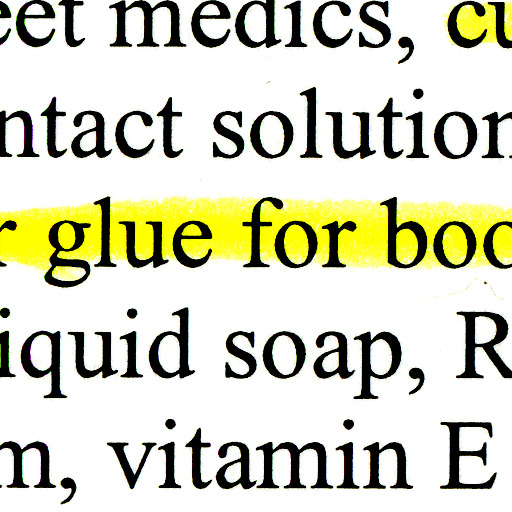 eet medics, cu
ntact solution
r glue for boo
iquid soap, R
m, vitamin E